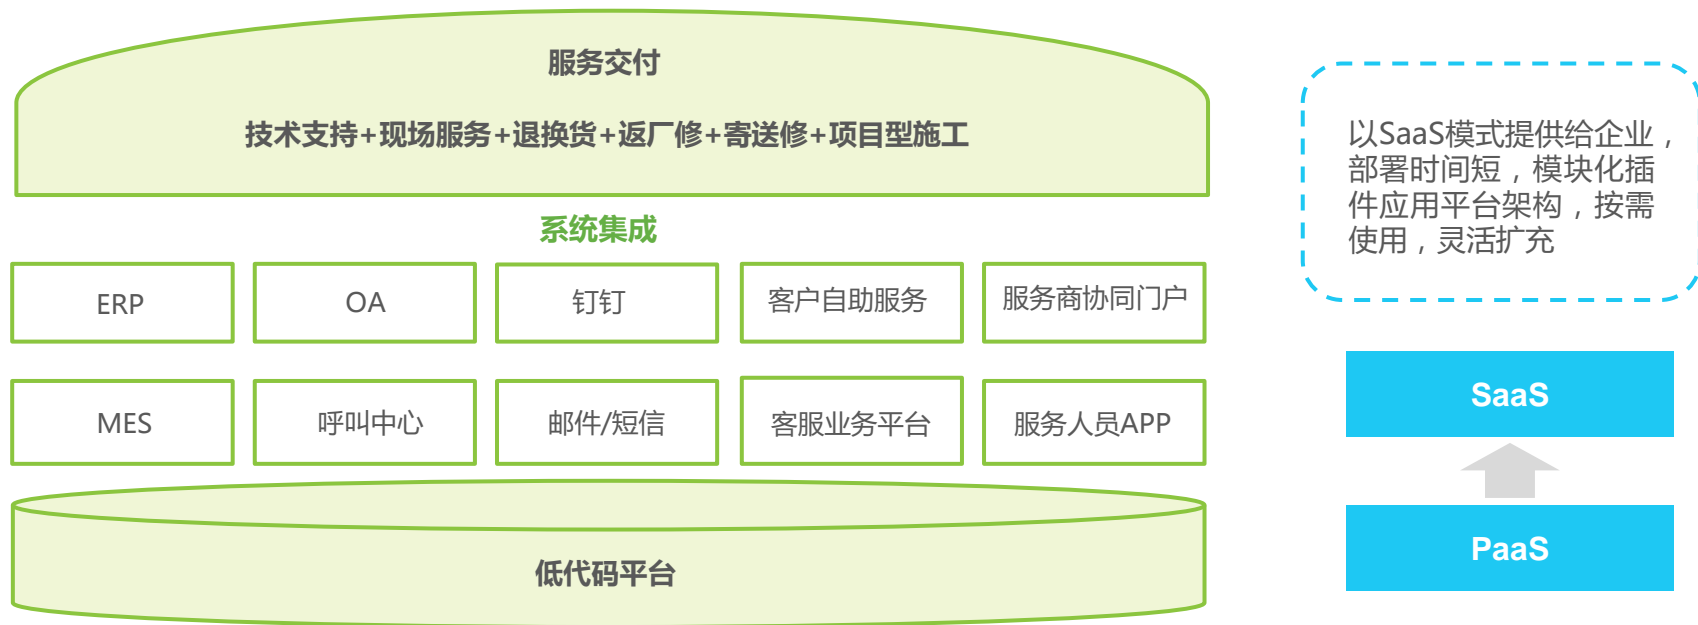 服务交付
技术支持+现场服务+退换货+返厂修+寄送修+项目型施工
系统集成
ERP
OA
钉钉
客户自助服务
服务商协同门户
MES
呼叫中心
邮件/短信
客服业务平台
服务人员APP
低代码平台
以SaaS模式提供给企业，
部署时间短，模块化插
件应用平台架构，按需
使用，灵活扩充
SaaS
PaaS